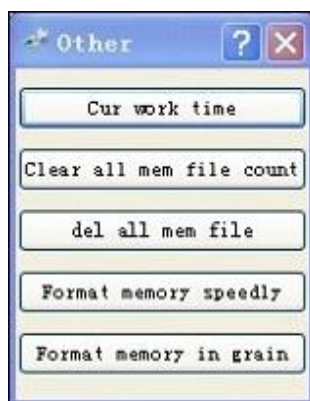 Other
Cur work time
Clear all mem file count
del all mem file
Format memory speedly
Format memory in grain